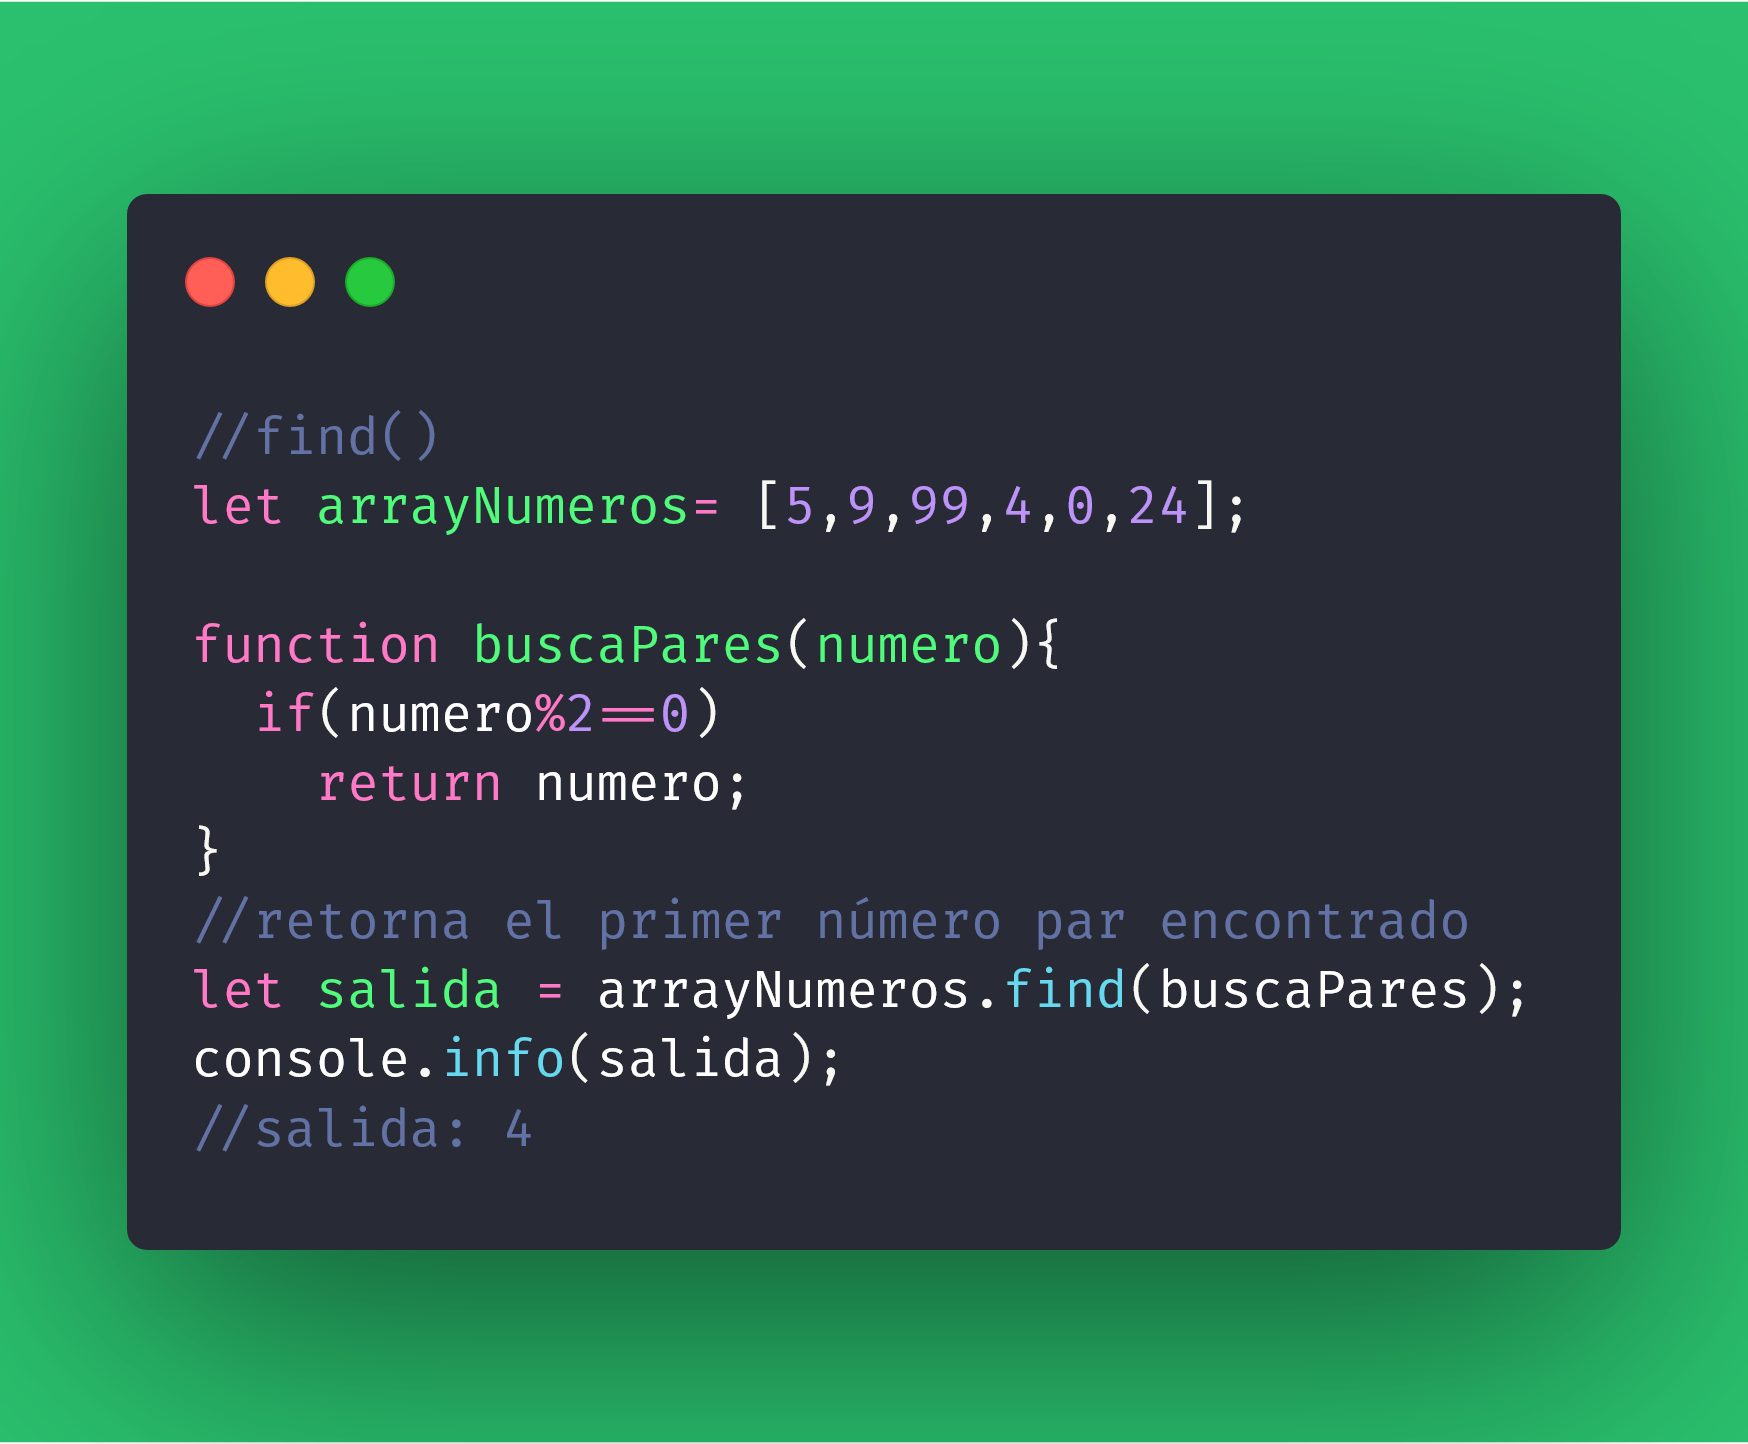 //find()
let arrayNumeros= [5,9,99,4,0,24];
function buscaPares(numero){
if(numero%2==0)
return numero;
}
//retorna el primer número par encontrado
let salida = arrayNumeros.find(buscaPares);
console.info(salida);
//salida: 4